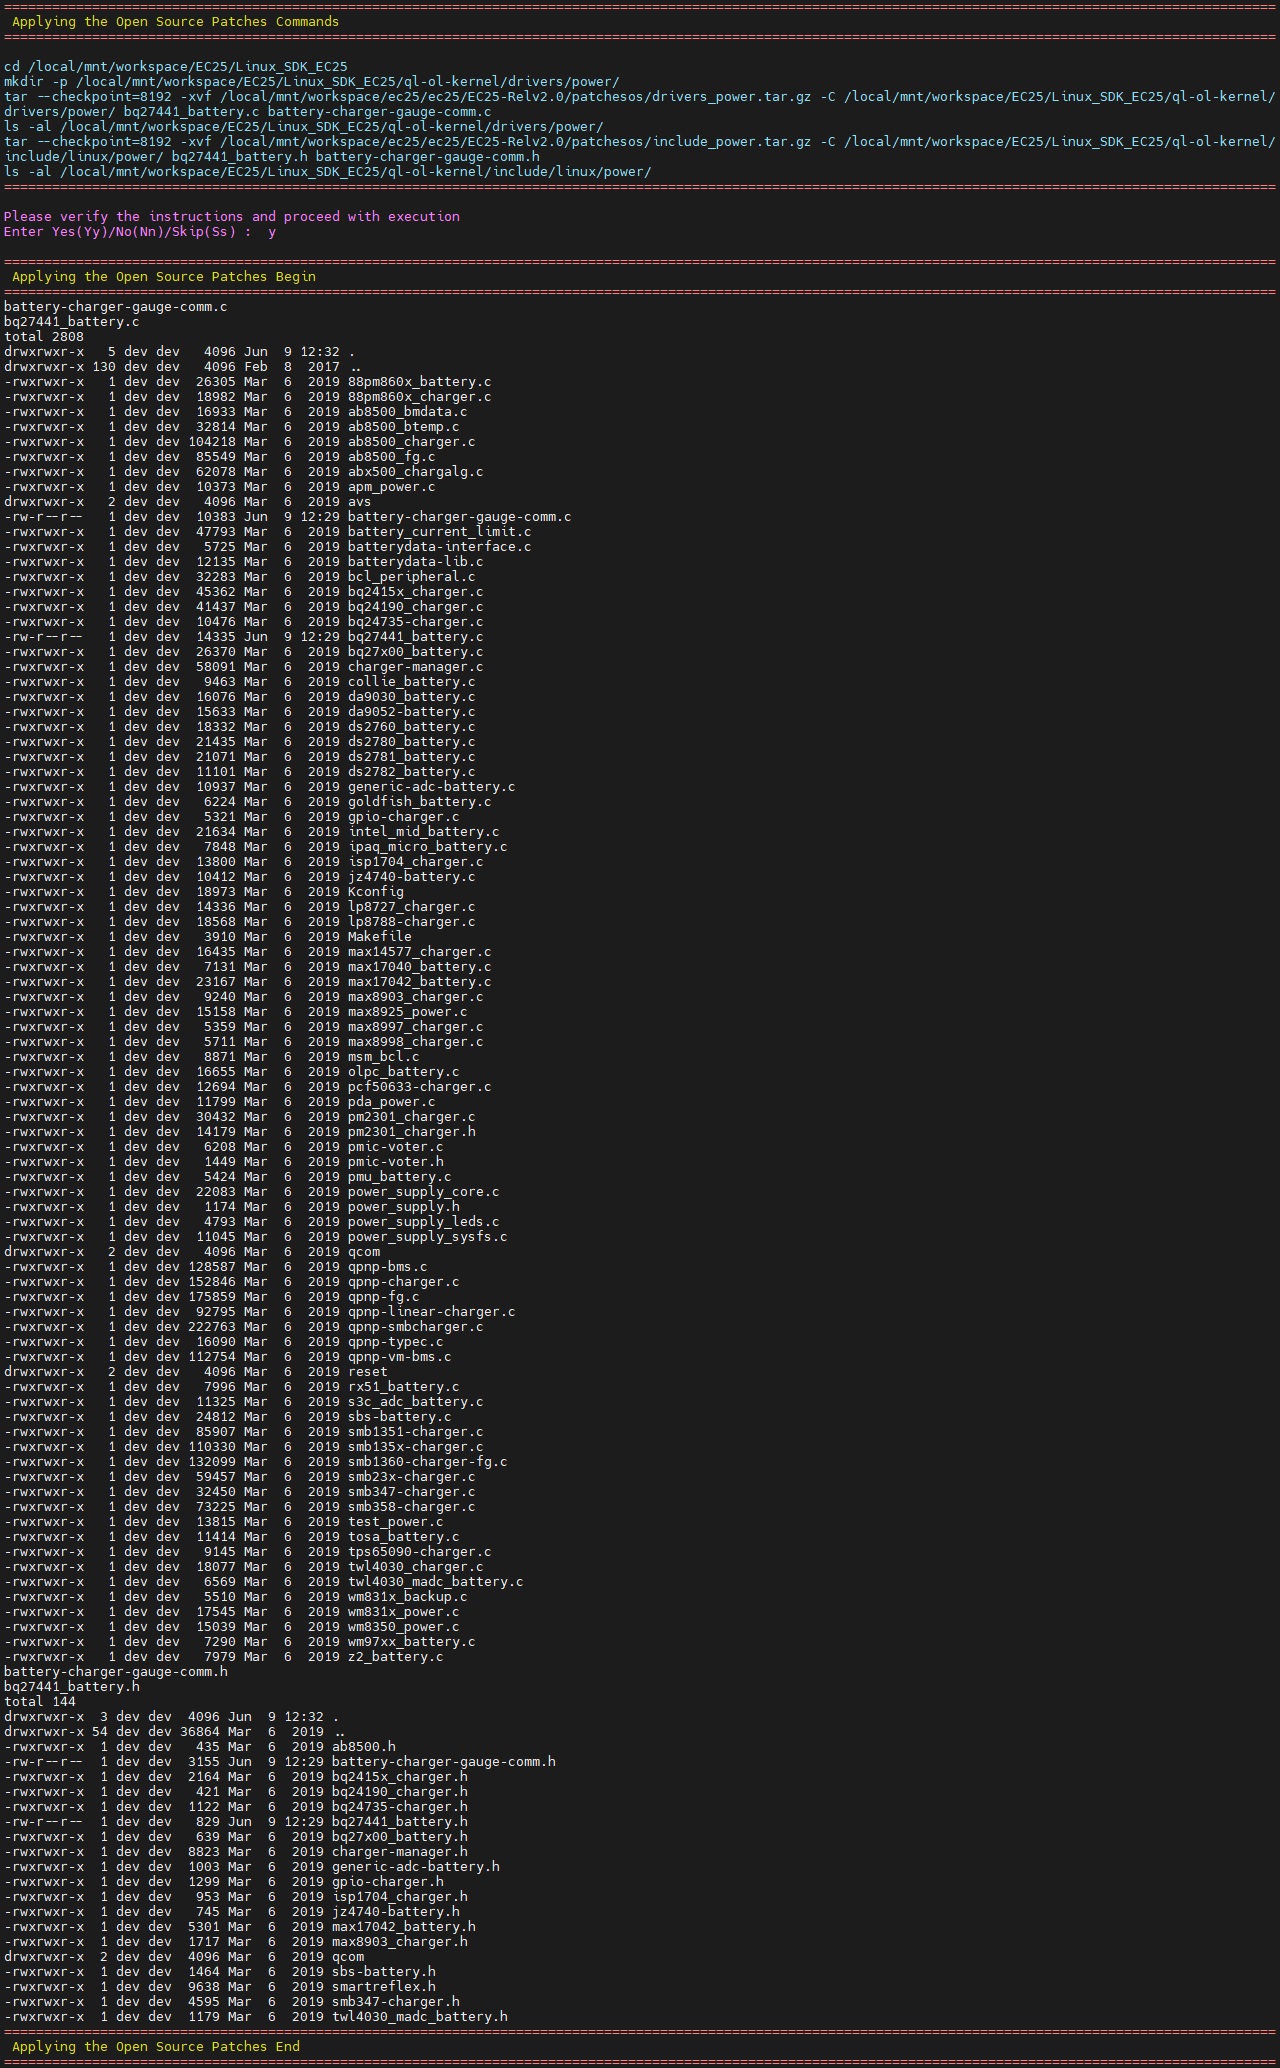 ===============================================================================================================================================================
 Applying the Open Source Patches Commands
===============================================================================================================================================================
cd /local/mnt/workspace/EC25/Linux_SDK_EC25
mkdir -p /local/mnt/workspace/EC25/Linux_SDK_EC25/ql-ol-kernel/drivers/power/
tar --checkpoint=8192 -xvf /local/mnt/workspace/ec25/ec25/EC25-Relv2.0/patchesos/drivers_power.tar.gz -C /local/mnt/workspace/EC25/Linux_SDK_EC25/ql-ol-kernel/
drivers/power/ bq27441_battery.c battery-charger-gauge-comm.c
ls -al /local/mnt/workspace/EC25/Linux_SDK_EC25/ql-ol-kernel/drivers/power/
tar --checkpoint=8192 -xvf /local/mnt/workspace/ec25/ec25/EC25-Relv2.0/patchesos/include_power.tar.gz -C /local/mnt/workspace/EC25/Linux_SDK_EC25/ql-ol-kernel/
include/linux/power/ bq27441_battery.h battery-charger-gauge-comm.h
ls -al /local/mnt/workspace/EC25/Linux_SDK_EC25/ql-ol-kernel/include/linux/power/
===============================================================================================================================================================
Please verify the instructions and proceed with execution
Enter Yes(Yy)/No(Nn)/Skip(Ss) :  y
===============================================================================================================================================================
 Applying the Open Source Patches Begin
===============================================================================================================================================================
battery-charger-gauge-comm.c
bq27441_battery.c
total 2808
drwxrwxr-x   5 dev dev   4096 Jun  9 12:32 .
drwxrwxr-x 130 dev dev   4096 Feb  8  2017 ..
-rwxrwxr-x   1 dev dev  26305 Mar  6  2019 88pm860x_battery.c
-rwxrwxr-x   1 dev dev  18982 Mar  6  2019 88pm860x_charger.c
-rwxrwxr-x   1 dev dev  16933 Mar  6  2019 ab8500_bmdata.c
-rwxrwxr-x   1 dev dev  32814 Mar  6  2019 ab8500_btemp.c
-rwxrwxr-x   1 dev dev 104218 Mar  6  2019 ab8500_charger.c
-rwxrwxr-x   1 dev dev  85549 Mar  6  2019 ab8500_fg.c
-rwxrwxr-x   1 dev dev  62078 Mar  6  2019 abx500_chargalg.c
-rwxrwxr-x   1 dev dev  10373 Mar  6  2019 apm_power.c
drwxrwxr-x   2 dev dev   4096 Mar  6  2019 avs
-rw-r--r--   1 dev dev  10383 Jun  9 12:29 battery-charger-gauge-comm.c
-rwxrwxr-x   1 dev dev  47793 Mar  6  2019 battery_current_limit.c
-rwxrwxr-x   1 dev dev   5725 Mar  6  2019 batterydata-interface.c
-rwxrwxr-x   1 dev dev  12135 Mar  6  2019 batterydata-lib.c
-rwxrwxr-x   1 dev dev  32283 Mar  6  2019 bcl_peripheral.c
-rwxrwxr-x   1 dev dev  45362 Mar  6  2019 bq2415x_charger.c
-rwxrwxr-x   1 dev dev  41437 Mar  6  2019 bq24190_charger.c
-rwxrwxr-x   1 dev dev  10476 Mar  6  2019 bq24735-charger.c
-rw-r--r--   1 dev dev  14335 Jun  9 12:29 bq27441_battery.c
-rwxrwxr-x   1 dev dev  26370 Mar  6  2019 bq27x00_battery.c
-rwxrwxr-x   1 dev dev  58091 Mar  6  2019 charger-manager.c
-rwxrwxr-x   1 dev dev   9463 Mar  6  2019 collie_battery.c
-rwxrwxr-x   1 dev dev  16076 Mar  6  2019 da9030_battery.c
-rwxrwxr-x   1 dev dev  15633 Mar  6  2019 da9052-battery.c
-rwxrwxr-x   1 dev dev  18332 Mar  6  2019 ds2760_battery.c
-rwxrwxr-x   1 dev dev  21435 Mar  6  2019 ds2780_battery.c
-rwxrwxr-x   1 dev dev  21071 Mar  6  2019 ds2781_battery.c
-rwxrwxr-x   1 dev dev  11101 Mar  6  2019 ds2782_battery.c
-rwxrwxr-x   1 dev dev  10937 Mar  6  2019 generic-adc-battery.c
-rwxrwxr-x   1 dev dev   6224 Mar  6  2019 goldfish_battery.c
-rwxrwxr-x   1 dev dev   5321 Mar  6  2019 gpio-charger.c
-rwxrwxr-x   1 dev dev  21634 Mar  6  2019 intel_mid_battery.c
-rwxrwxr-x   1 dev dev   7848 Mar  6  2019 ipaq_micro_battery.c
-rwxrwxr-x   1 dev dev  13800 Mar  6  2019 isp1704_charger.c
-rwxrwxr-x   1 dev dev  10412 Mar  6  2019 jz4740-battery.c
-rwxrwxr-x   1 dev dev  18973 Mar  6  2019 Kconfig
-rwxrwxr-x   1 dev dev  14336 Mar  6  2019 lp8727_charger.c
-rwxrwxr-x   1 dev dev  18568 Mar  6  2019 lp8788-charger.c
-rwxrwxr-x   1 dev dev   3910 Mar  6  2019 Makefile
-rwxrwxr-x   1 dev dev  16435 Mar  6  2019 max14577_charger.c
-rwxrwxr-x   1 dev dev   7131 Mar  6  2019 max17040_battery.c
-rwxrwxr-x   1 dev dev  23167 Mar  6  2019 max17042_battery.c
-rwxrwxr-x   1 dev dev   9240 Mar  6  2019 max8903_charger.c
-rwxrwxr-x   1 dev dev  15158 Mar  6  2019 max8925_power.c
-rwxrwxr-x   1 dev dev   5359 Mar  6  2019 max8997_charger.c
-rwxrwxr-x   1 dev dev   5711 Mar  6  2019 max8998_charger.c
-rwxrwxr-x   1 dev dev   8871 Mar  6  2019 msm_bcl.c
-rwxrwxr-x   1 dev dev  16655 Mar  6  2019 olpc_battery.c
-rwxrwxr-x   1 dev dev  12694 Mar  6  2019 pcf50633-charger.c
-rwxrwxr-x   1 dev dev  11799 Mar  6  2019 pda_power.c
-rwxrwxr-x   1 dev dev  30432 Mar  6  2019 pm2301_charger.c
-rwxrwxr-x   1 dev dev  14179 Mar  6  2019 pm2301_charger.h
-rwxrwxr-x   1 dev dev   6208 Mar  6  2019 pmic-voter.c
-rwxrwxr-x   1 dev dev   1449 Mar  6  2019 pmic-voter.h
-rwxrwxr-x   1 dev dev   5424 Mar  6  2019 pmu_battery.c
-rwxrwxr-x   1 dev dev  22083 Mar  6  2019 power_supply_core.c
-rwxrwxr-x   1 dev dev   1174 Mar  6  2019 power_supply.h
-rwxrwxr-x   1 dev dev   4793 Mar  6  2019 power_supply_leds.c
-rwxrwxr-x   1 dev dev  11045 Mar  6  2019 power_supply_sysfs.c
drwxrwxr-x   2 dev dev   4096 Mar  6  2019 qcom
-rwxrwxr-x   1 dev dev 128587 Mar  6  2019 qpnp-bms.c
-rwxrwxr-x   1 dev dev 152846 Mar  6  2019 qpnp-charger.c
-rwxrwxr-x   1 dev dev 175859 Mar  6  2019 qpnp-fg.c
-rwxrwxr-x   1 dev dev  92795 Mar  6  2019 qpnp-linear-charger.c
-rwxrwxr-x   1 dev dev 222763 Mar  6  2019 qpnp-smbcharger.c
-rwxrwxr-x   1 dev dev  16090 Mar  6  2019 qpnp-typec.c
-rwxrwxr-x   1 dev dev 112754 Mar  6  2019 qpnp-vm-bms.c
drwxrwxr-x   2 dev dev   4096 Mar  6  2019 reset
-rwxrwxr-x   1 dev dev   7996 Mar  6  2019 rx51_battery.c
-rwxrwxr-x   1 dev dev  11325 Mar  6  2019 s3c_adc_battery.c
-rwxrwxr-x   1 dev dev  24812 Mar  6  2019 sbs-battery.c
-rwxrwxr-x   1 dev dev  85907 Mar  6  2019 smb1351-charger.c
-rwxrwxr-x   1 dev dev 110330 Mar  6  2019 smb135x-charger.c
-rwxrwxr-x   1 dev dev 132099 Mar  6  2019 smb1360-charger-fg.c
-rwxrwxr-x   1 dev dev  59457 Mar  6  2019 smb23x-charger.c
-rwxrwxr-x   1 dev dev  32450 Mar  6  2019 smb347-charger.c
-rwxrwxr-x   1 dev dev  73225 Mar  6  2019 smb358-charger.c
-rwxrwxr-x   1 dev dev  13815 Mar  6  2019 test_power.c
-rwxrwxr-x   1 dev dev  11414 Mar  6  2019 tosa_battery.c
-rwxrwxr-x   1 dev dev   9145 Mar  6  2019 tps65090-charger.c
-rwxrwxr-x   1 dev dev  18077 Mar  6  2019 twl4030_charger.c
-rwxrwxr-x   1 dev dev   6569 Mar  6  2019 twl4030_madc_battery.c
-rwxrwxr-x   1 dev dev   5510 Mar  6  2019 wm831x_backup.c
-rwxrwxr-x   1 dev dev  17545 Mar  6  2019 wm831x_power.c
-rwxrwxr-x   1 dev dev  15039 Mar  6  2019 wm8350_power.c
-rwxrwxr-x   1 dev dev   7290 Mar  6  2019 wm97xx_battery.c
-rwxrwxr-x   1 dev dev   7979 Mar  6  2019 z2_battery.c
battery-charger-gauge-comm.h
bq27441_battery.h
total 144
drwxrwxr-x  3 dev dev  4096 Jun  9 12:32 .
drwxrwxr-x 54 dev dev 36864 Mar  6  2019 ..
-rwxrwxr-x  1 dev dev   435 Mar  6  2019 ab8500.h
-rw-r--r--  1 dev dev  3155 Jun  9 12:29 battery-charger-gauge-comm.h
-rwxrwxr-x  1 dev dev  2164 Mar  6  2019 bq2415x_charger.h
-rwxrwxr-x  1 dev dev   421 Mar  6  2019 bq24190_charger.h
-rwxrwxr-x  1 dev dev  1122 Mar  6  2019 bq24735-charger.h
-rw-r--r--  1 dev dev   829 Jun  9 12:29 bq27441_battery.h
-rwxrwxr-x  1 dev dev   639 Mar  6  2019 bq27x00_battery.h
-rwxrwxr-x  1 dev dev  8823 Mar  6  2019 charger-manager.h
-rwxrwxr-x  1 dev dev  1003 Mar  6  2019 generic-adc-battery.h
-rwxrwxr-x  1 dev dev  1299 Mar  6  2019 gpio-charger.h
-rwxrwxr-x  1 dev dev   953 Mar  6  2019 isp1704_charger.h
-rwxrwxr-x  1 dev dev   745 Mar  6  2019 jz4740-battery.h
-rwxrwxr-x  1 dev dev  5301 Mar  6  2019 max17042_battery.h
-rwxrwxr-x  1 dev dev  1717 Mar  6  2019 max8903_charger.h
drwxrwxr-x  2 dev dev  4096 Mar  6  2019 qcom
-rwxrwxr-x  1 dev dev  1464 Mar  6  2019 sbs-battery.h
-rwxrwxr-x  1 dev dev  9638 Mar  6  2019 smartreflex.h
-rwxrwxr-x  1 dev dev  4595 Mar  6  2019 smb347-charger.h
-rwxrwxr-x  1 dev dev  1179 Mar  6  2019 twl4030_madc_battery.h
===============================================================================================================================================================
 Applying the Open Source Patches End
===============================================================================================================================================================